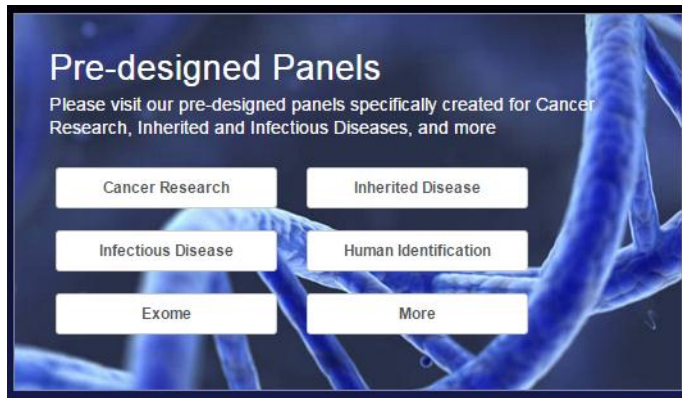 Pre-designed Panels
Please visit our pre-designed panels specifically created for Cancer
Research, Inherited and Infectious Diseases, and more
Cancer Research
Inherited Disease
Infectious Disease
Human Identification
Exome
More